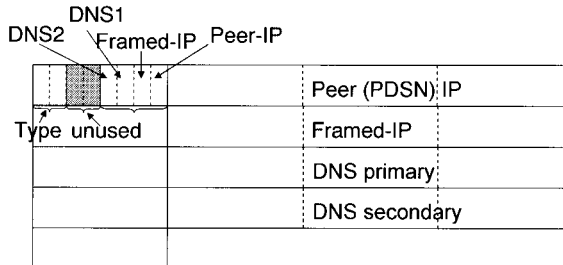 DNS1
DNS2
Framed-IP
Peer-IP
Peer (PDSN) IP
Type unused
Framed-IP
DNS primary
DNS secondary